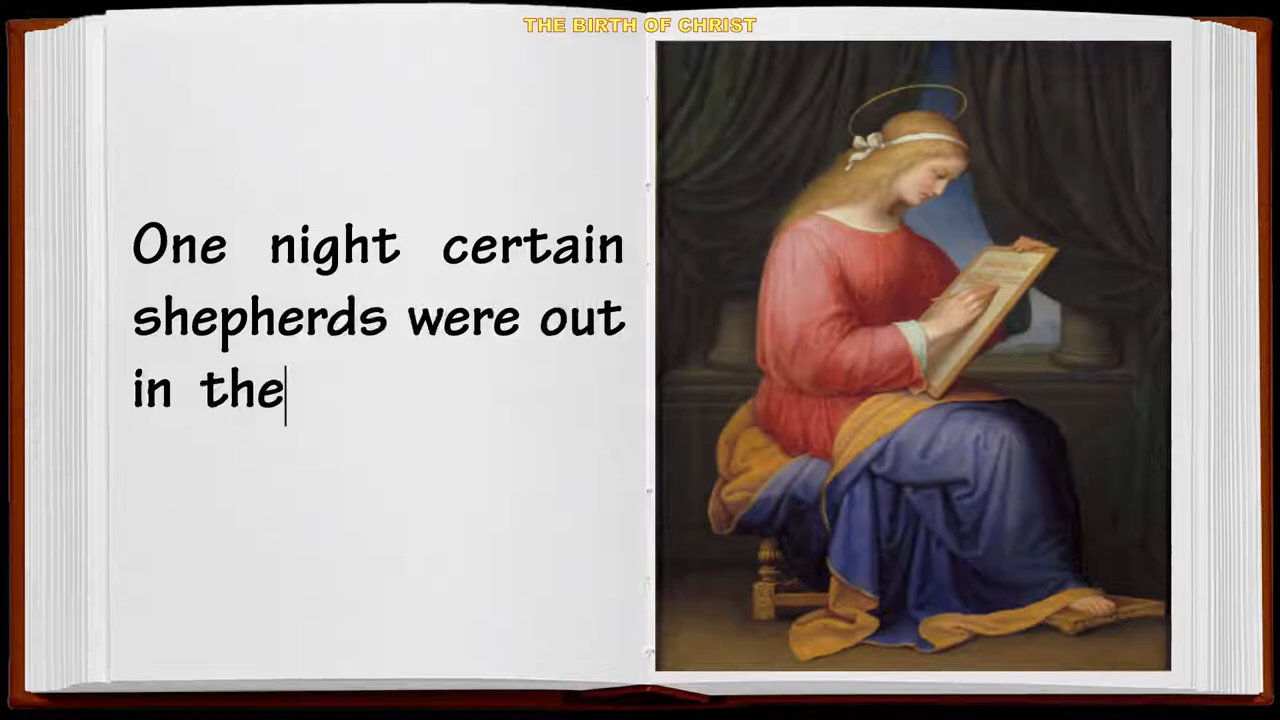 THE BIRTH OF CHRIST
One night certain
shepherds were out
in the